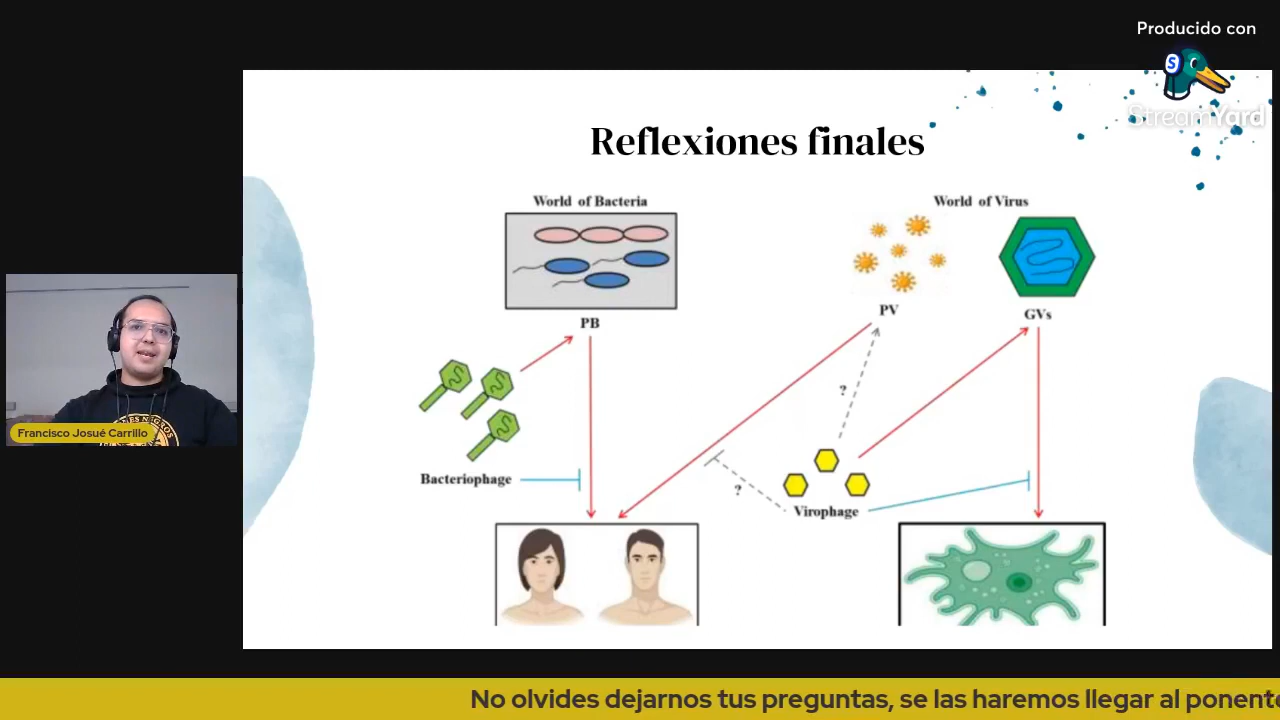 Producido con
StreamYard
Reflexiones finales
World of Bacteria
World of Virus
PB
PV
GVs
?
?
Bacteriophage
Virophage
Francisco Josué Carrillo
No olvides dejarnos tus preguntas, se las haremos llegar al ponente